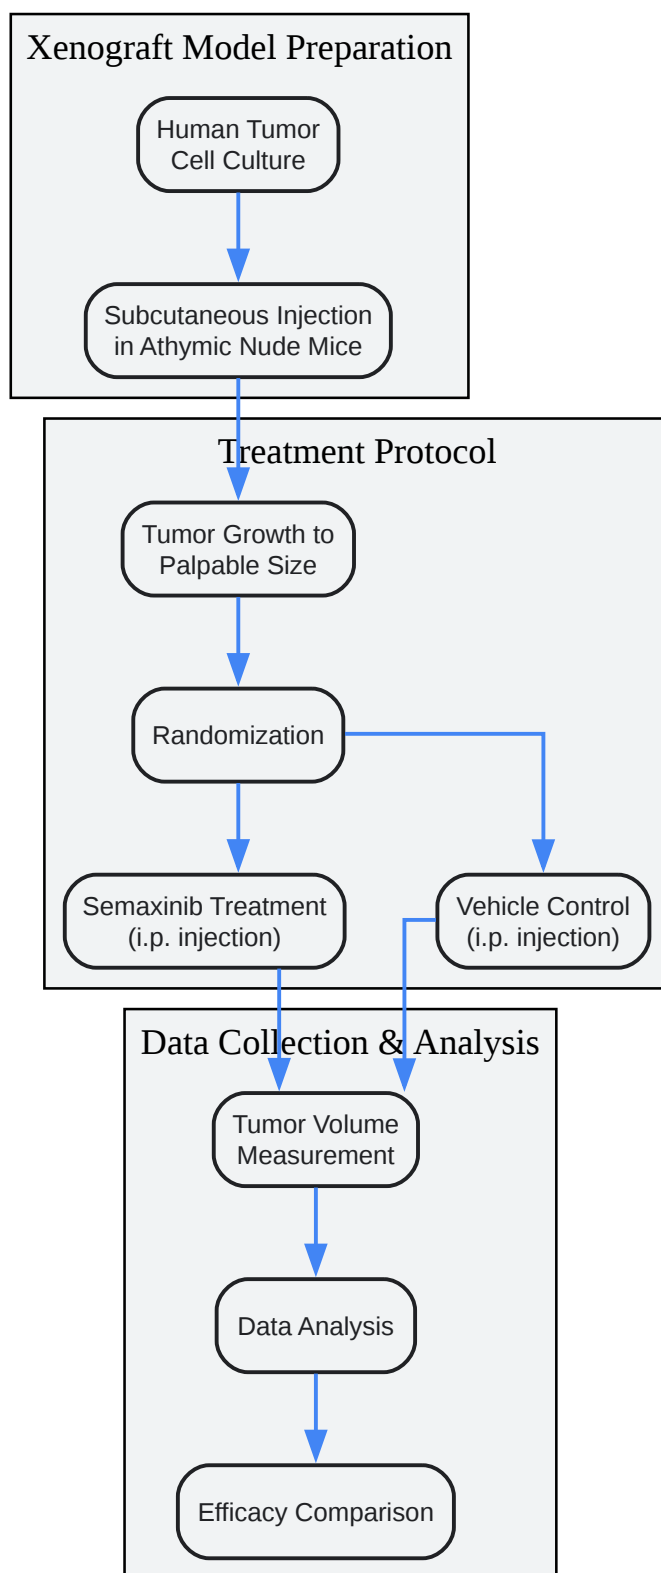 Xenograft Model Preparation
Human Tumor
Cell Culture
Subcutaneous Injection
in Athymic Nude Mice
Treatment Protocol
Tumor Growth to
Palpable Size
Randomization
Semaxinib Treatment
(i.p. injection)
Vehicle Control
(i.p. injection)
Data Collection & Analysis
Tumor Volume
Measurement
Data Analysis
Efficacy Comparison